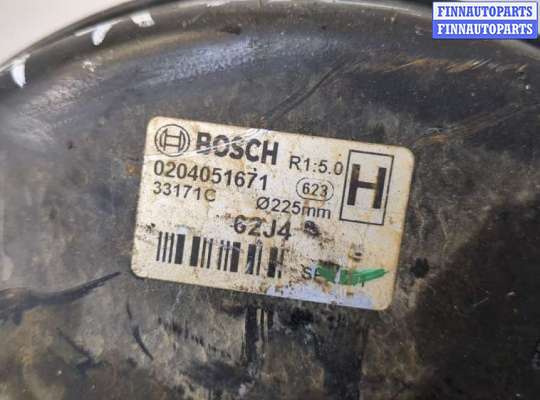 FINNAUTOPARTS
FINNAUTOPARTS
BOSCH R1:5.0 H
0204051671 623
33171C Ø225mm
G2J4